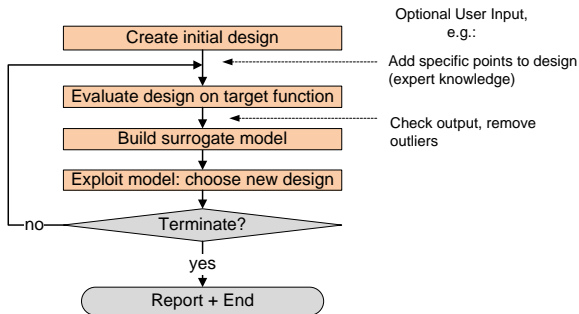 Optional User Input,
e.g.:
Create initial design
Add specific points to design
(expert knowledge)
Evaluate design on target function
Check output, remove
outliers
Build surrogate model
Exploit model: choose new design
Terminate?
no
yes
Report + End